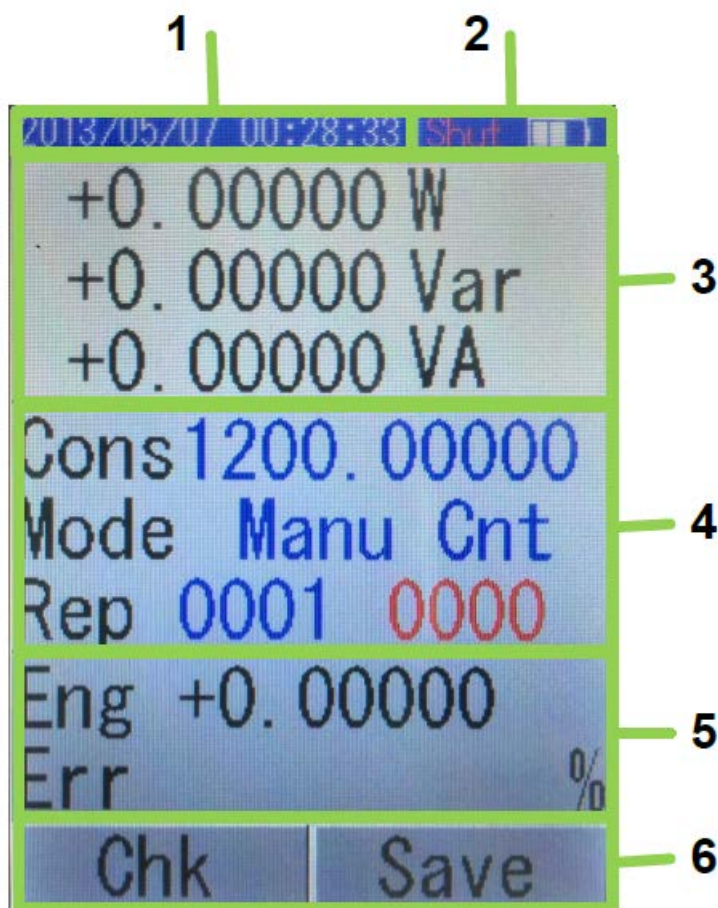 1 2
2013/05/07 00:28:33 Shut
+0.00000 W
+0.00000 Var
3
+0.00000 VA
Cons 1200.00000
Mode Manu Cnt
4
Rep 0001 0000
Eng +0.00000
5
Err %
Chk Save
6